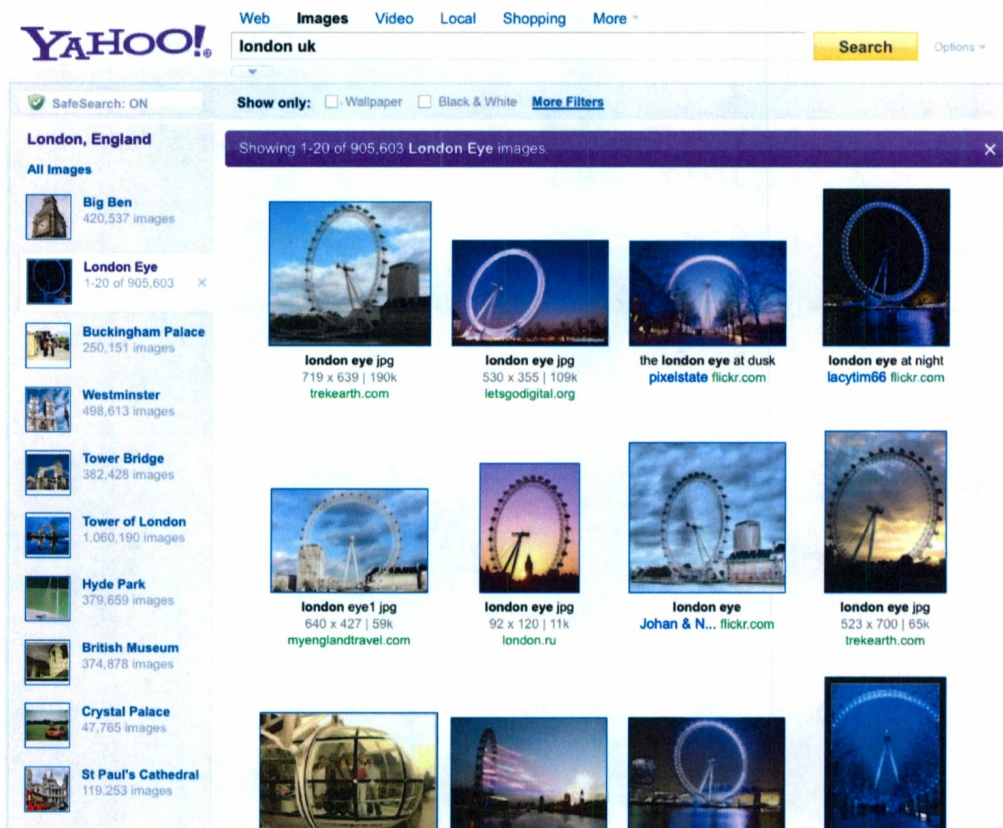 Web Images Video Local Shopping More
YAHOO!
london uk
Search
Options
SafeSearch: ON
Show only: Wallpaper Black & White More Filters
London, England
Showing 1-20 of 905,603 London Eye images.
All Images
Big Ben
420,537 images
London Eye
1-20 of 905,603
Buckingham Palace
250,151 images
Westminster
498,613 images
Tower Bridge
382,428 images
Tower of London
1,060,190 images
Hyde Park
379,659 images
British Museum
374,878 images
Crystal Palace
47,765 images
St Paul's Cathedral
119,253 images
london eye jpg
719 x 639 | 190k
trekearth.com
london eye jpg
530 x 355 | 109k
letsgodigital.org
the london eye at dusk
pixelstate flickr.com
london eye at night
lacytim66 flickr.com
london eye1 jpg
640 x 427 | 59k
myenglandtravel.com
london eye jpg
92 x 120 | 11k
london.ru
london eye
Johan & N... flickr.com
london eye jpg
523 x 700 | 65k
trekearth.com